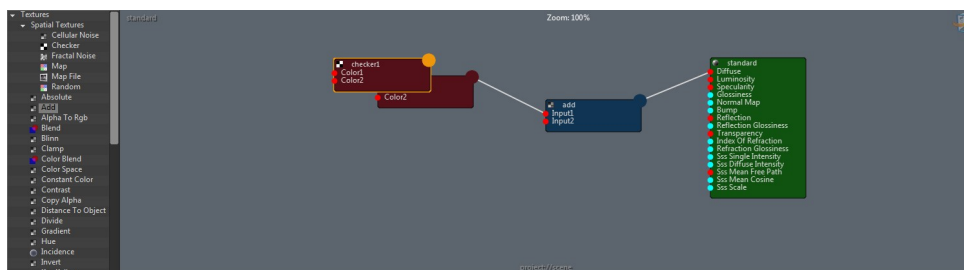 Textures
Spatial Textures
Cellular Noise
Checker
Fractal Noise
Map
Map File
Random
Absolute
Add
Alpha To Rgb
Blend
Blinn
Clamp
Color Blend
Color Space
Constant Color
Contrast
Copy Alpha
Distance To Object
Divide
Gradient
Hue
Incidence
Invert
standard
Zoom: 100%
checker1
Color1
Color2
Color2
add
Input1
Input2
standard
Diffuse
Luminosity
Specularity
Glossiness
Normal Map
Bump
Reflection
Reflection Glossiness
Transparency
Index Of Refraction
Refraction Glossiness
Sss Single Intensity
Sss Diffuse Intensity
Sss Mean Free Path
Sss Mean Cosine
Sss Scale